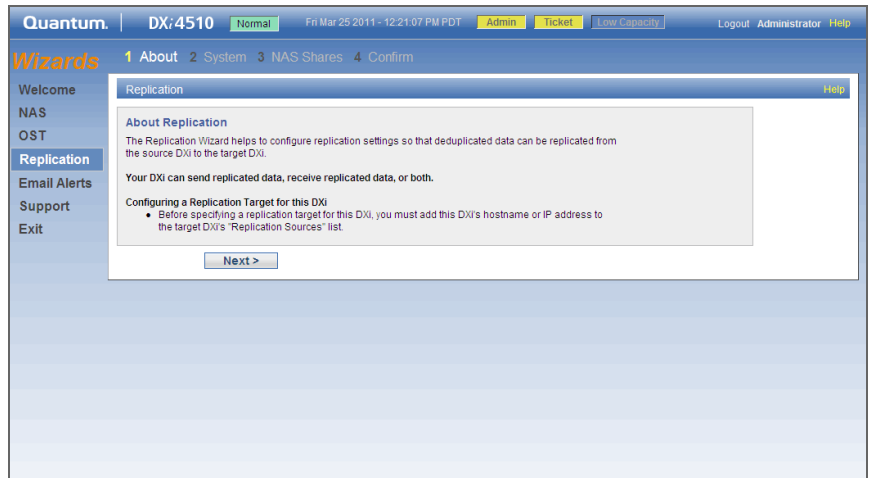 Quantum. DXi4510 Normal Fri Mar 25 2011 - 12:21:07 PM PDT Admin Ticket Low Capacity Logout Administrator Help
Wizards 1 About 2 System 3 NAS Shares 4 Confirm
Welcome
NAS
OST
Replication
Email Alerts
Support
Exit
Replication Help
About Replication
The Replication Wizard helps to configure replication settings so that deduplicated data can be replicated from
the source DXi to the target DXi.
Your DXi can send replicated data, receive replicated data, or both.
Configuring a Replication Target for this DXi
• Before specifying a replication target for this DXi, you must add this DXi's hostname or IP address to
the target DXi's "Replication Sources" list.
Next >